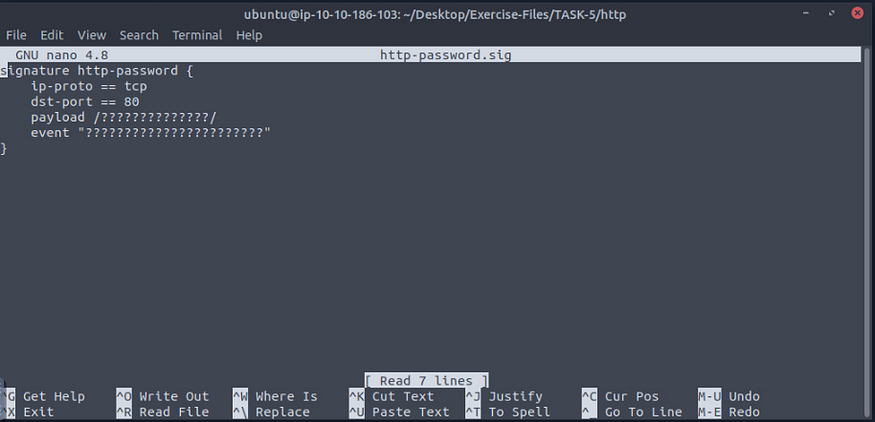 ubuntu@ip-10-10-186-103: ~/Desktop/Exercise-Files/TASK-5/http
File Edit View Search Terminal Help
GNU nano 4.8 http-password.sig
signature http-password {
    ip-proto == tcp
    dst-port == 80
    payload /??????????????/
    event "???????????????????????"
}
[ Read 7 lines ]
^G Get Help ^O Write Out ^W Where Is ^K Cut Text ^J Justify ^C Cur Pos M-U Undo
^X Exit ^R Read File ^\ Replace ^U Paste Text ^T To Spell ^_ Go To Line M-E Redo